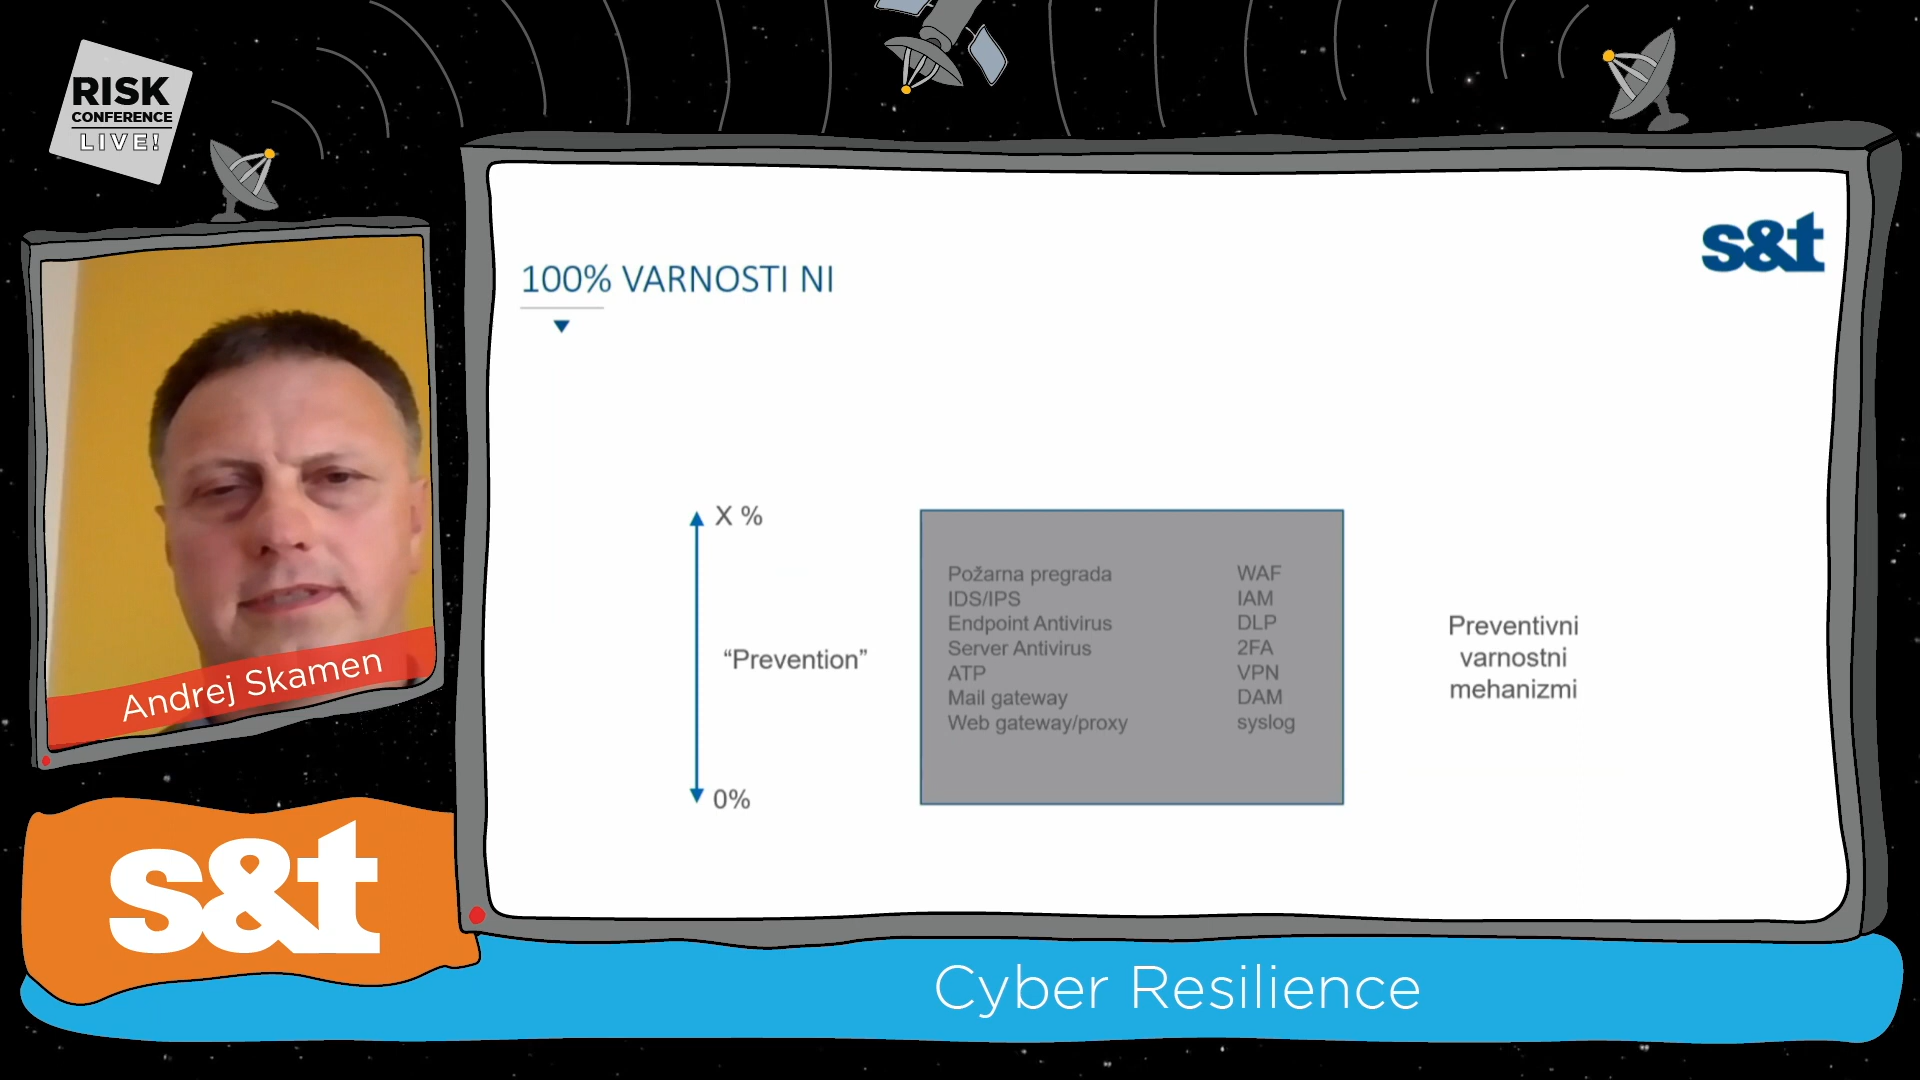 RISK
CONFERENCE
LIVE!
s&t
100% VARNOSTI NI
X %
“Prevention”
0%
Požarna pregrada
IDS/IPS
Endpoint Antivirus
Server Antivirus
ATP
Mail gateway
Web gateway/proxy
WAF
IAM
DLP
2FA
VPN
DAM
syslog
Preventivni
varnostni
mehanizmi
Andrej Skamen
s&t
Cyber Resilience